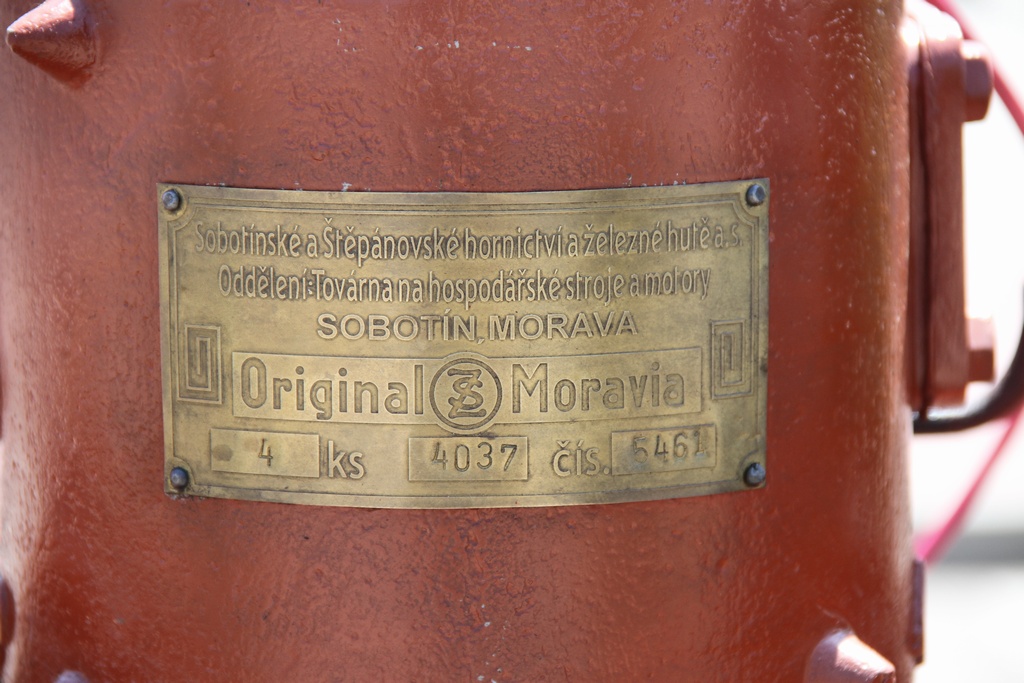 Sobotínské a Štěpánovské hornictví a železné hutě a. s.
Oddělení: Továrna na hospodářské stroje a motory
SOBOTÍN, MORAVA
Original SZ Moravia
4 ks 4037 čís. 5461